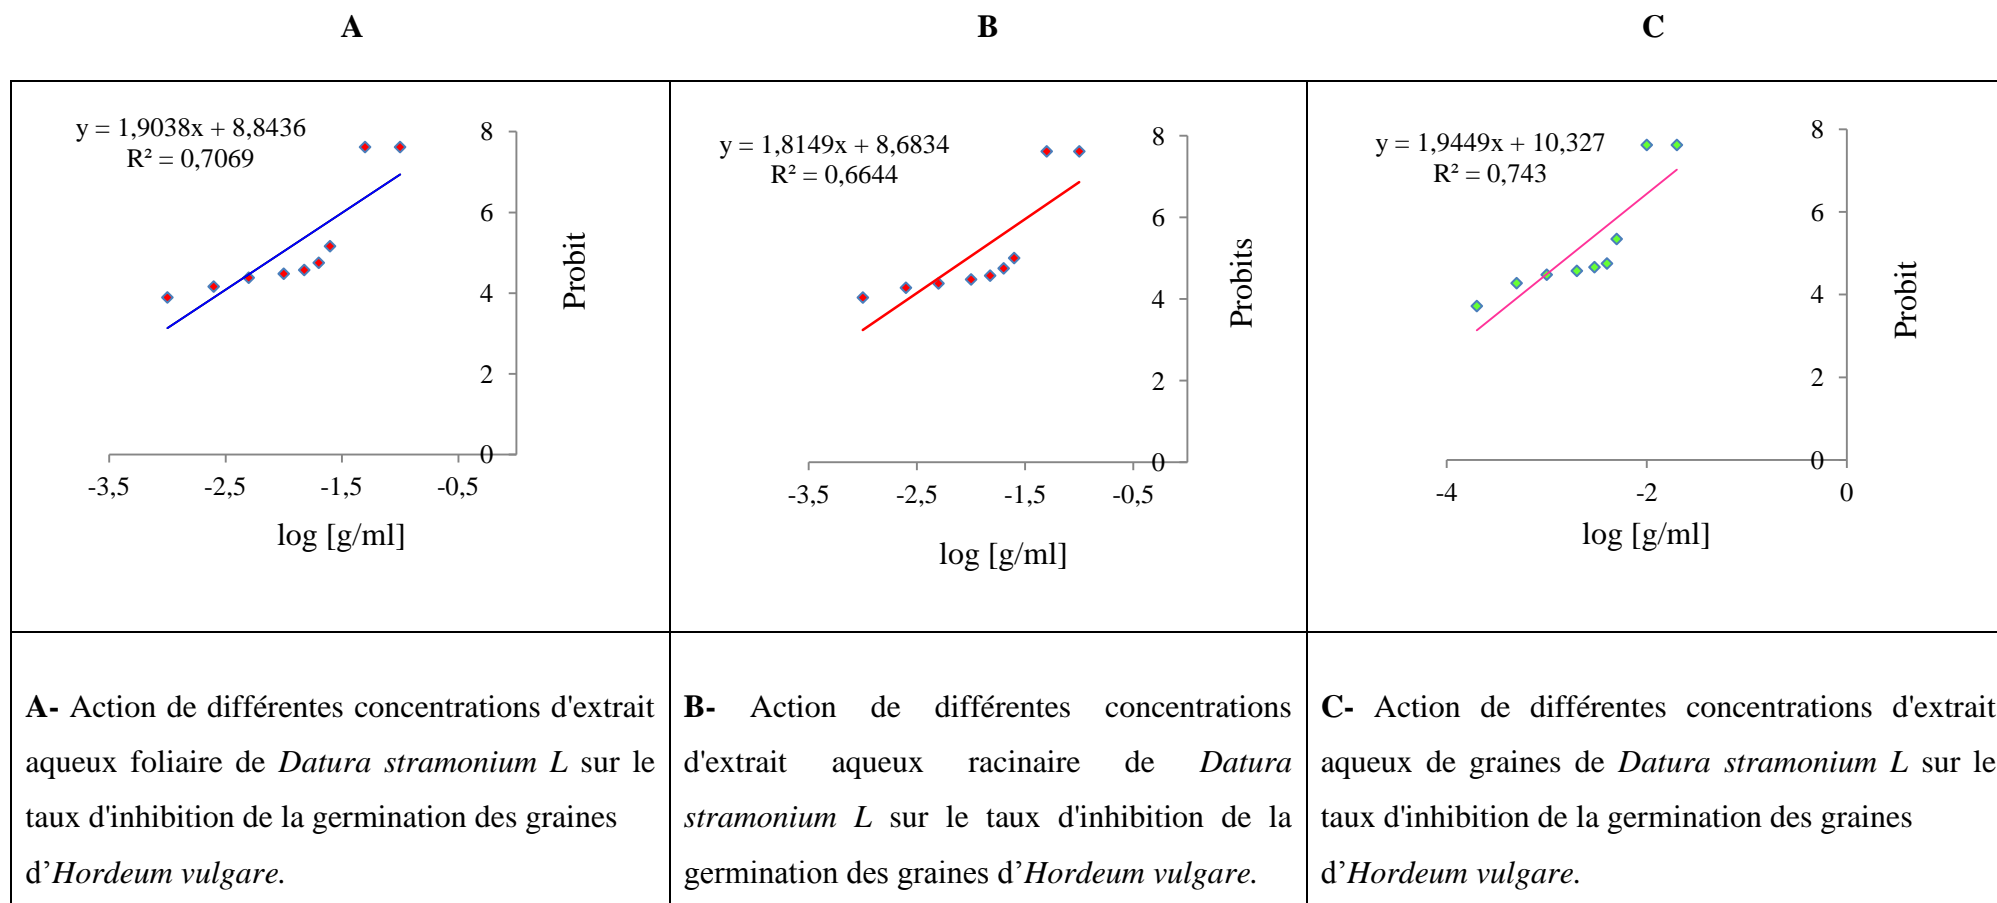 A
B
C
y = 1,9038x + 8,8436
R² = 0,7069
8
6
4
2
0
-3,5
-2,5
-1,5
-0,5
Probit
log [g/ml]
y = 1,8149x + 8,6834
R² = 0,6644
8
6
4
2
0
-3,5
-2,5
-1,5
-0,5
Probits
log [g/ml]
y = 1,9449x + 10,327
R² = 0,743
8
6
4
2
0
-4
-2
0
Probit
log [g/ml]
A- Action de différentes concentrations d'extrait
aqueux foliaire de Datura stramonium L sur le
taux d'inhibition de la germination des graines
d’Hordeum vulgare.
B- Action de différentes concentrations
d'extrait aqueux racinaire de Datura
stramonium L sur le taux d'inhibition de la
germination des graines d’Hordeum vulgare.
C- Action de différentes concentrations d'extrait
aqueux de graines de Datura stramonium L sur le
taux d'inhibition de la germination des graines
d’Hordeum vulgare.